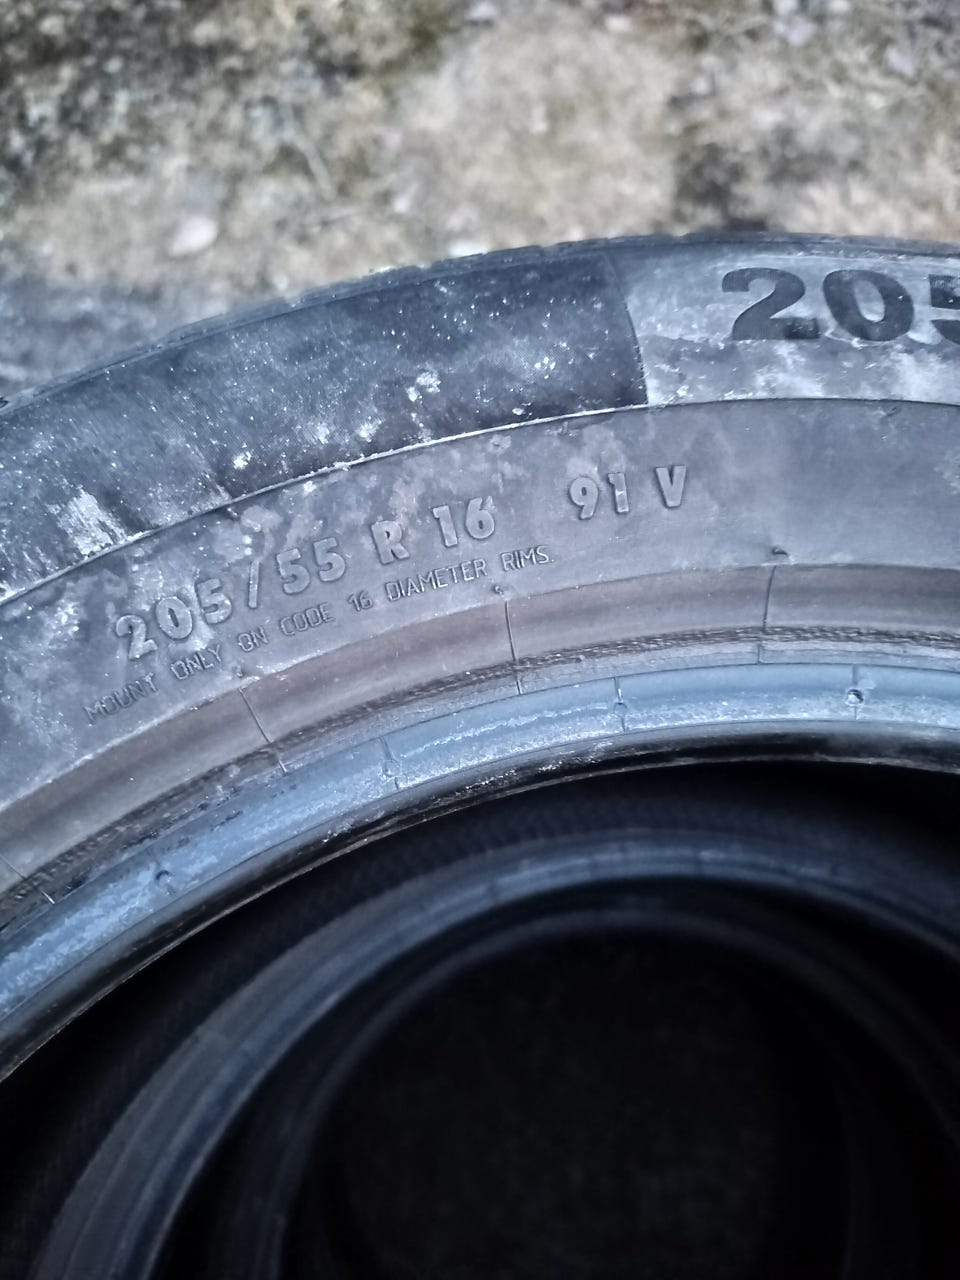 205
205/55 R 16 91 V
MOUNT ONLY ON CODE 16 DIAMETER RIMS.